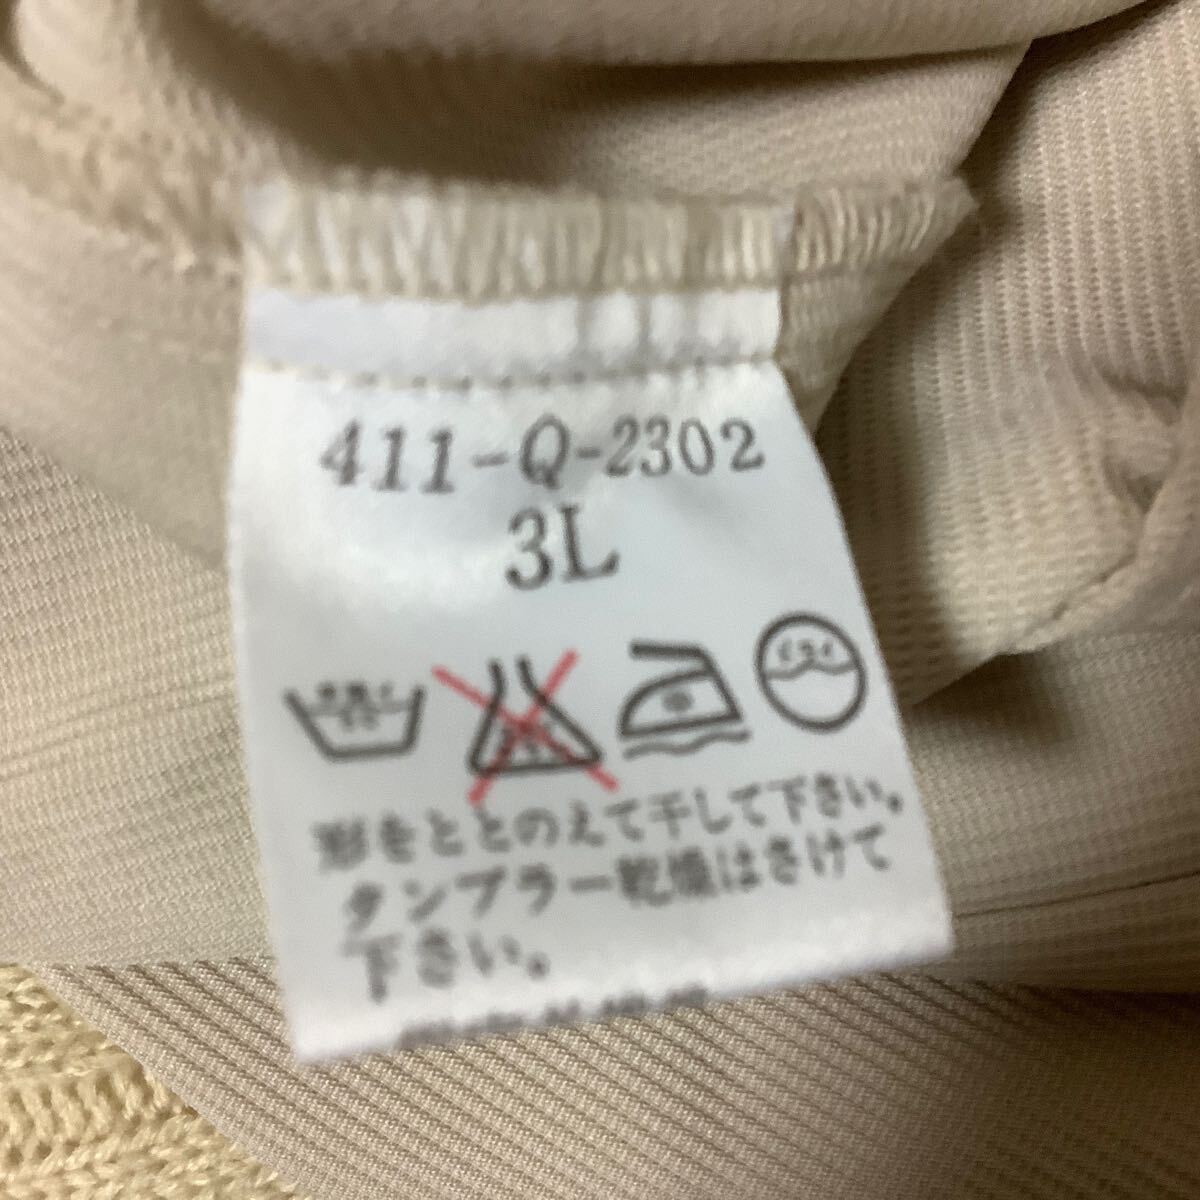 411-Q-2302
3L
形をととのえて干して下さい。
タンブラー乾燥はさけて
下さい。